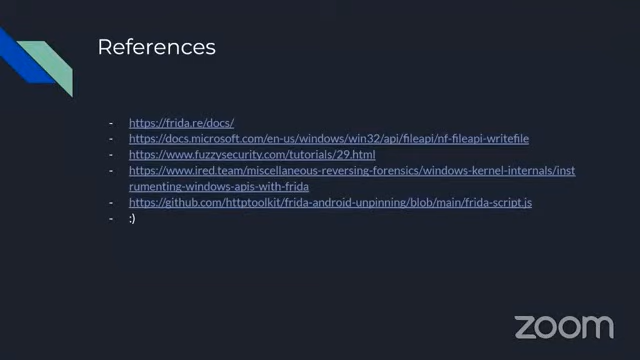 References
- https://frida.re/docs/
- https://docs.microsoft.com/en-us/windows/win32/api/fileapi/nf-fileapi-writefile
- https://www.fuzzysecurity.com/tutorials/29.html
- https://www.ired.team/miscellaneous-reversing-forensics/windows-kernel-internals/inst
rumenting-windows-apis-with-frida
- https://github.com/httptoolkit/frida-android-unpinning/blob/main/frida-script.js
- :)
zoom